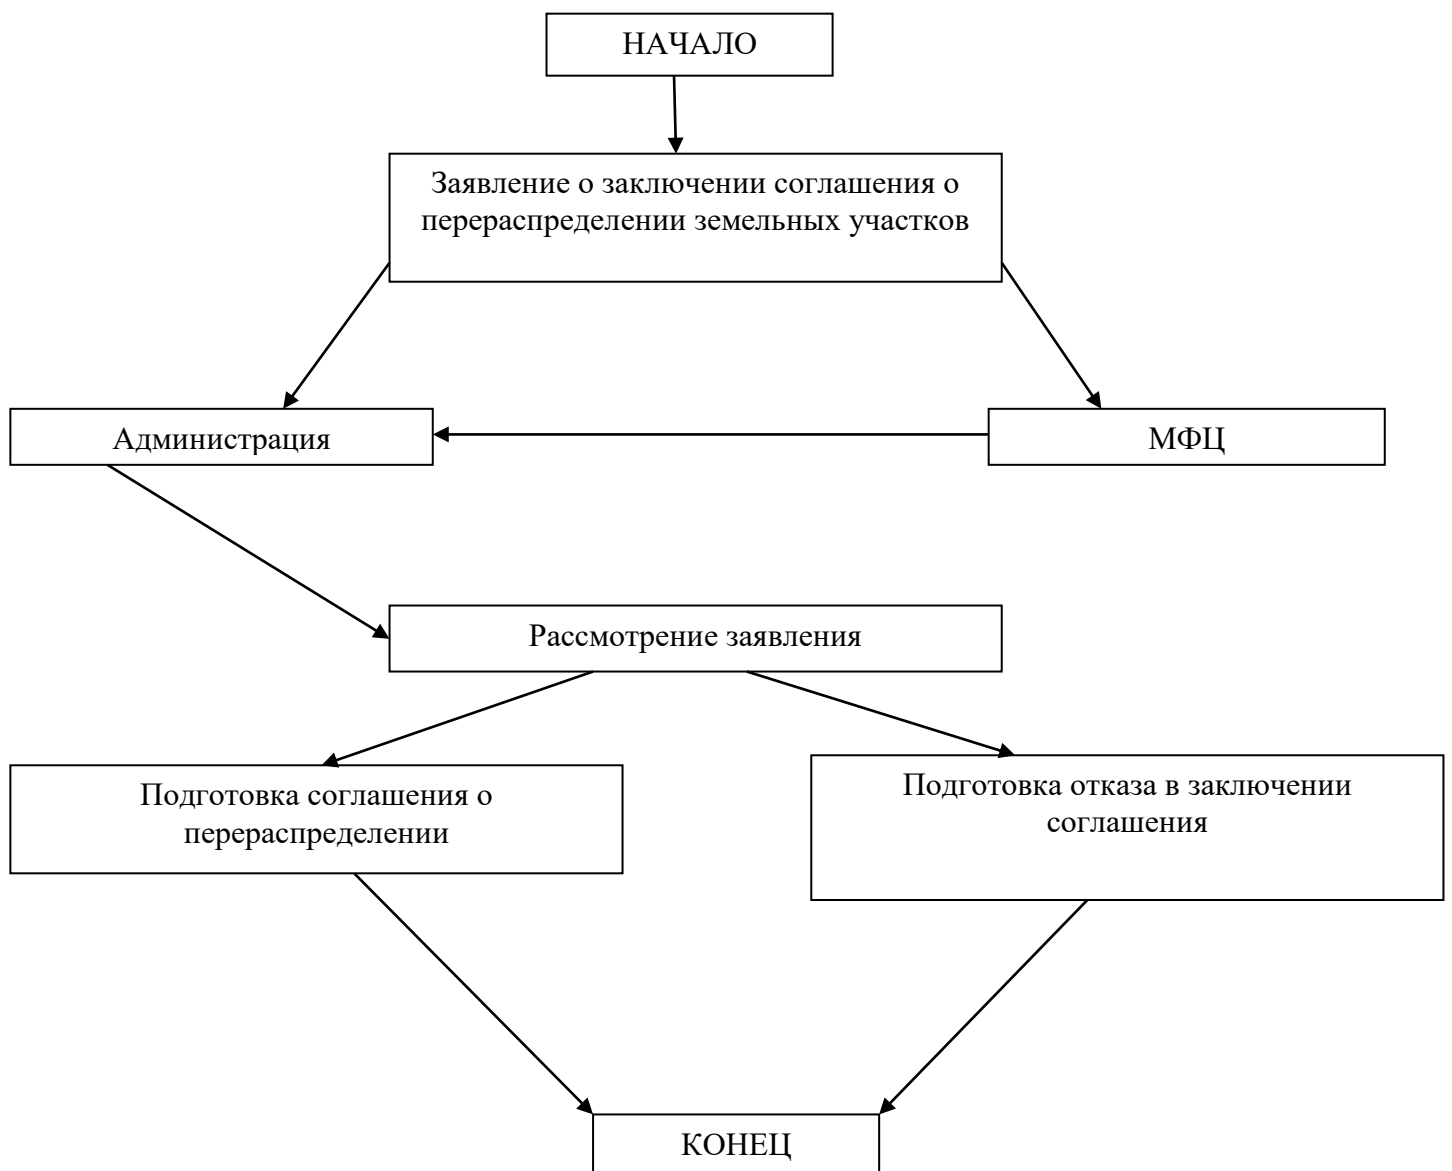 НАЧАЛО
Заявление о заключении соглашения о
перераспределении земельных участков
Администрация
МФЦ
Рассмотрение заявления
Подготовка соглашения о
перераспределении
Подготовка отказа в заключении
соглашения
КОНЕЦ